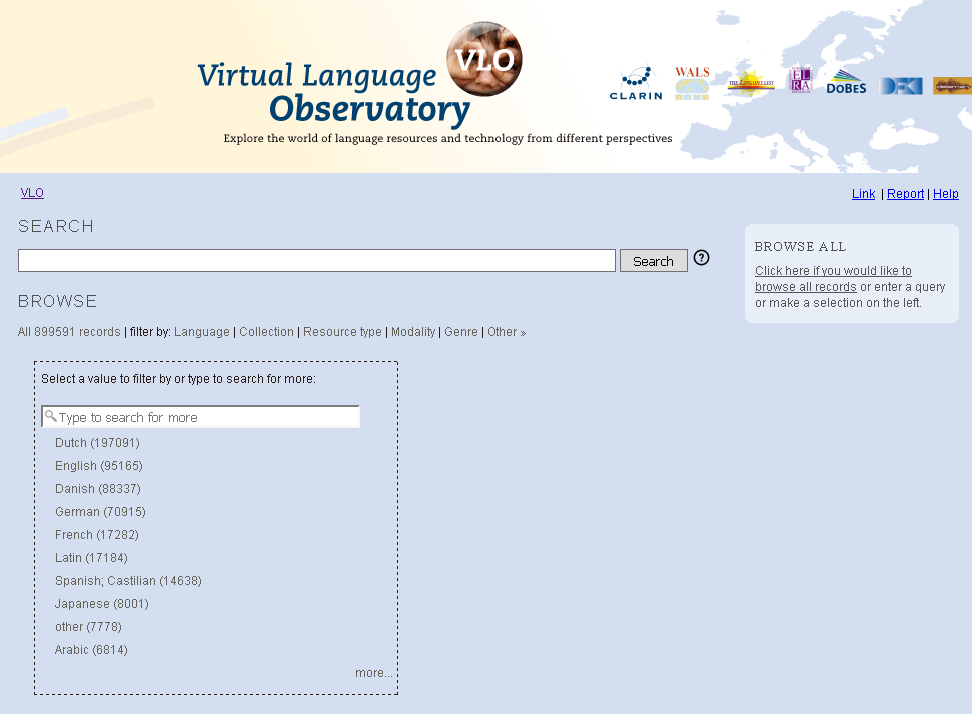 Virtual Language
Observatory
VLO
Explore the world of language resources and technology from different perspectives
CLARIN
WALS
THE LINGUIST LIST
ELRA
DOBES
DFKI
VLO
Link | Report | Help
SEARCH
Search ?
BROWSE ALL
Click here if you would like to
browse all records or enter a query
or make a selection on the left.
BROWSE
All 899591 records | filter by: Language | Collection | Resource type | Modality | Genre | Other »
Select a value to filter by or type to search for more:
Type to search for more
Dutch (197091)
English (95165)
Danish (88337)
German (70915)
French (17282)
Latin (17184)
Spanish; Castilian (14638)
Japanese (8001)
other (7778)
Arabic (6814)
more...